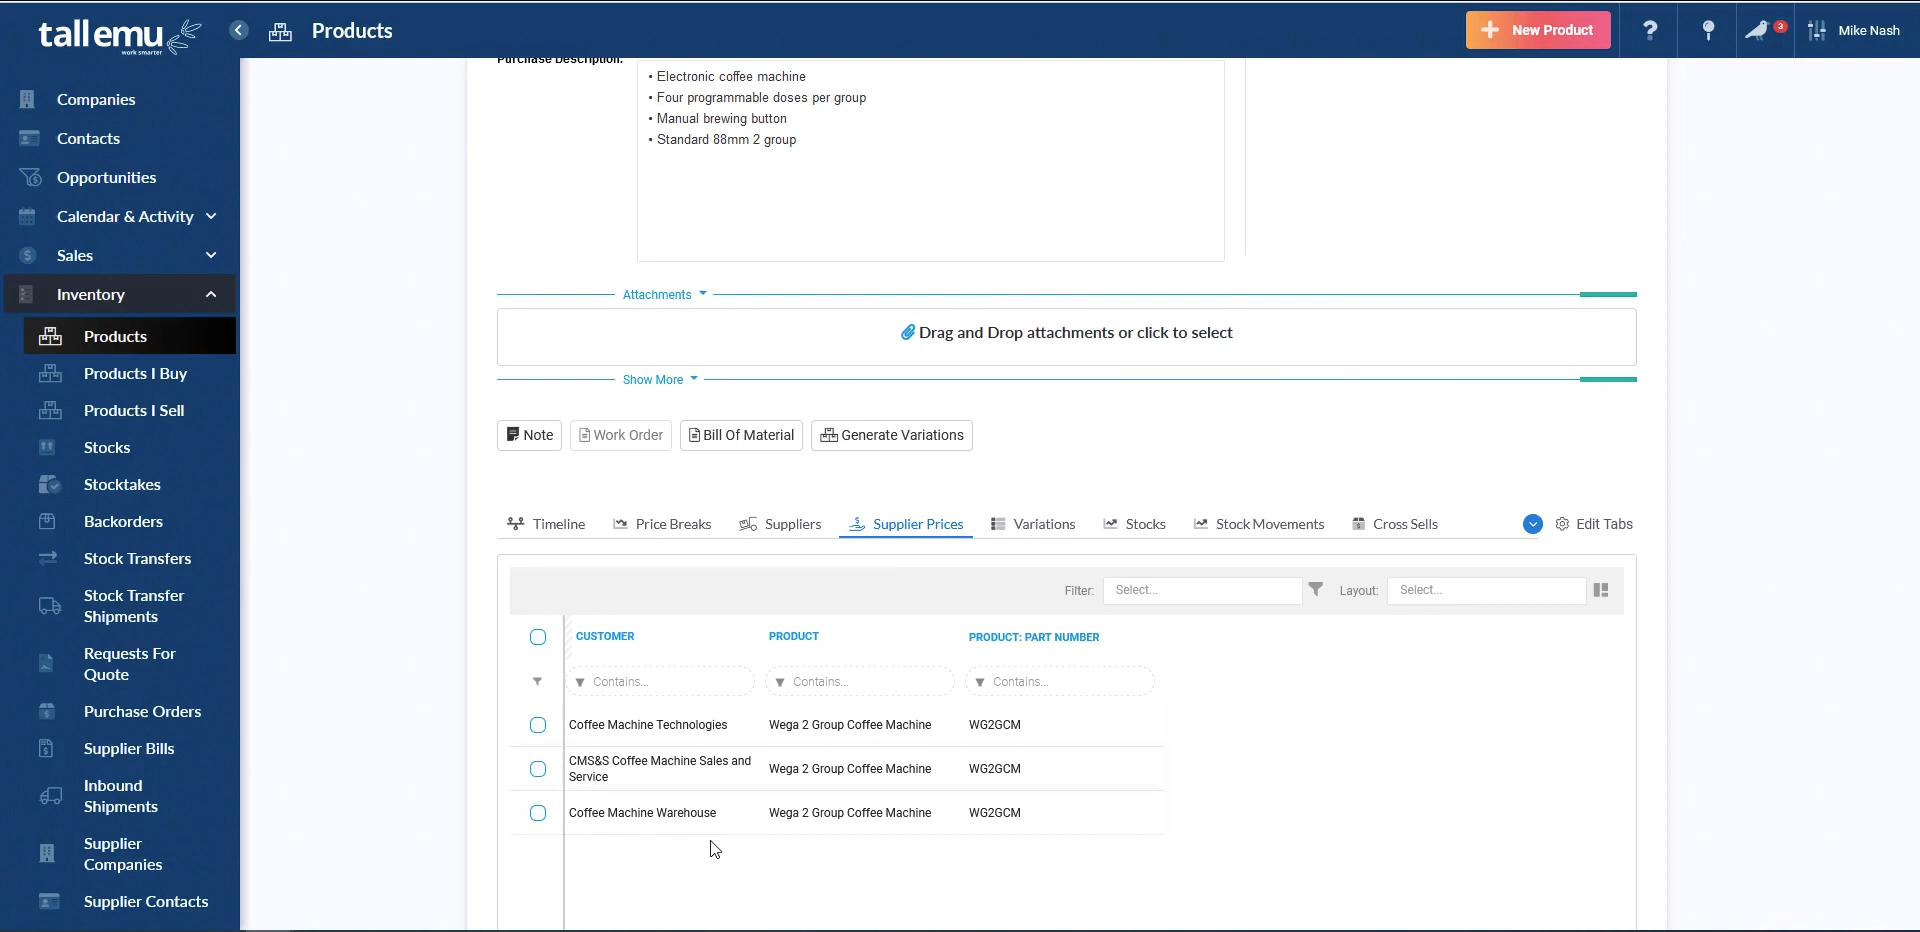 tall emu
work smarter
Products
New Product
?
3
Mike Nash
Companies
Contacts
Opportunities
Calendar & Activity
Sales
Inventory
Products
Products I Buy
Products I Sell
Stocks
Stocktakes
Backorders
Stock Transfers
Stock Transfer
Shipments
Requests For
Quote
Purchase Orders
Supplier Bills
Inbound
Shipments
Supplier
Companies
Supplier Contacts
Purchase Description:
• Electronic coffee machine
• Four programmable doses per group
• Manual brewing button
• Standard 88mm 2 group
Attachments
Drag and Drop attachments or click to select
Show More
Note Work Order Bill Of Material Generate Variations
Timeline Price Breaks Suppliers Supplier Prices Variations Stocks Stock Movements Cross Sells Edit Tabs
Filter: Select... Layout: Select...
CUSTOMER PRODUCT PRODUCT: PART NUMBER
Contains... Contains... Contains...
Coffee Machine Technologies Wega 2 Group Coffee Machine WG2GCM
CMS&S Coffee Machine Sales and
Service Wega 2 Group Coffee Machine WG2GCM
Coffee Machine Warehouse Wega 2 Group Coffee Machine WG2GCM